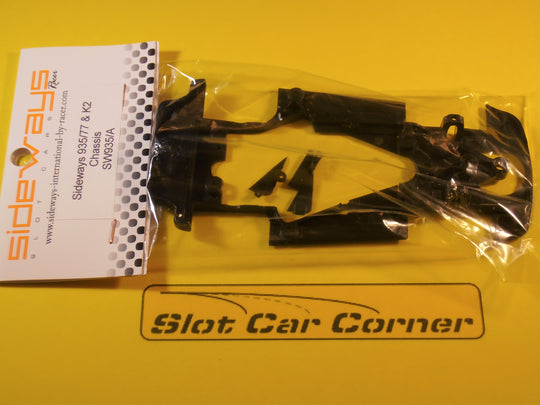 sideways
Racer
SLOT CARS
www.sideways-international-by-racer.com
Sideways 935/77 & K2
Chassis
SW935/A
Slot Car Corner